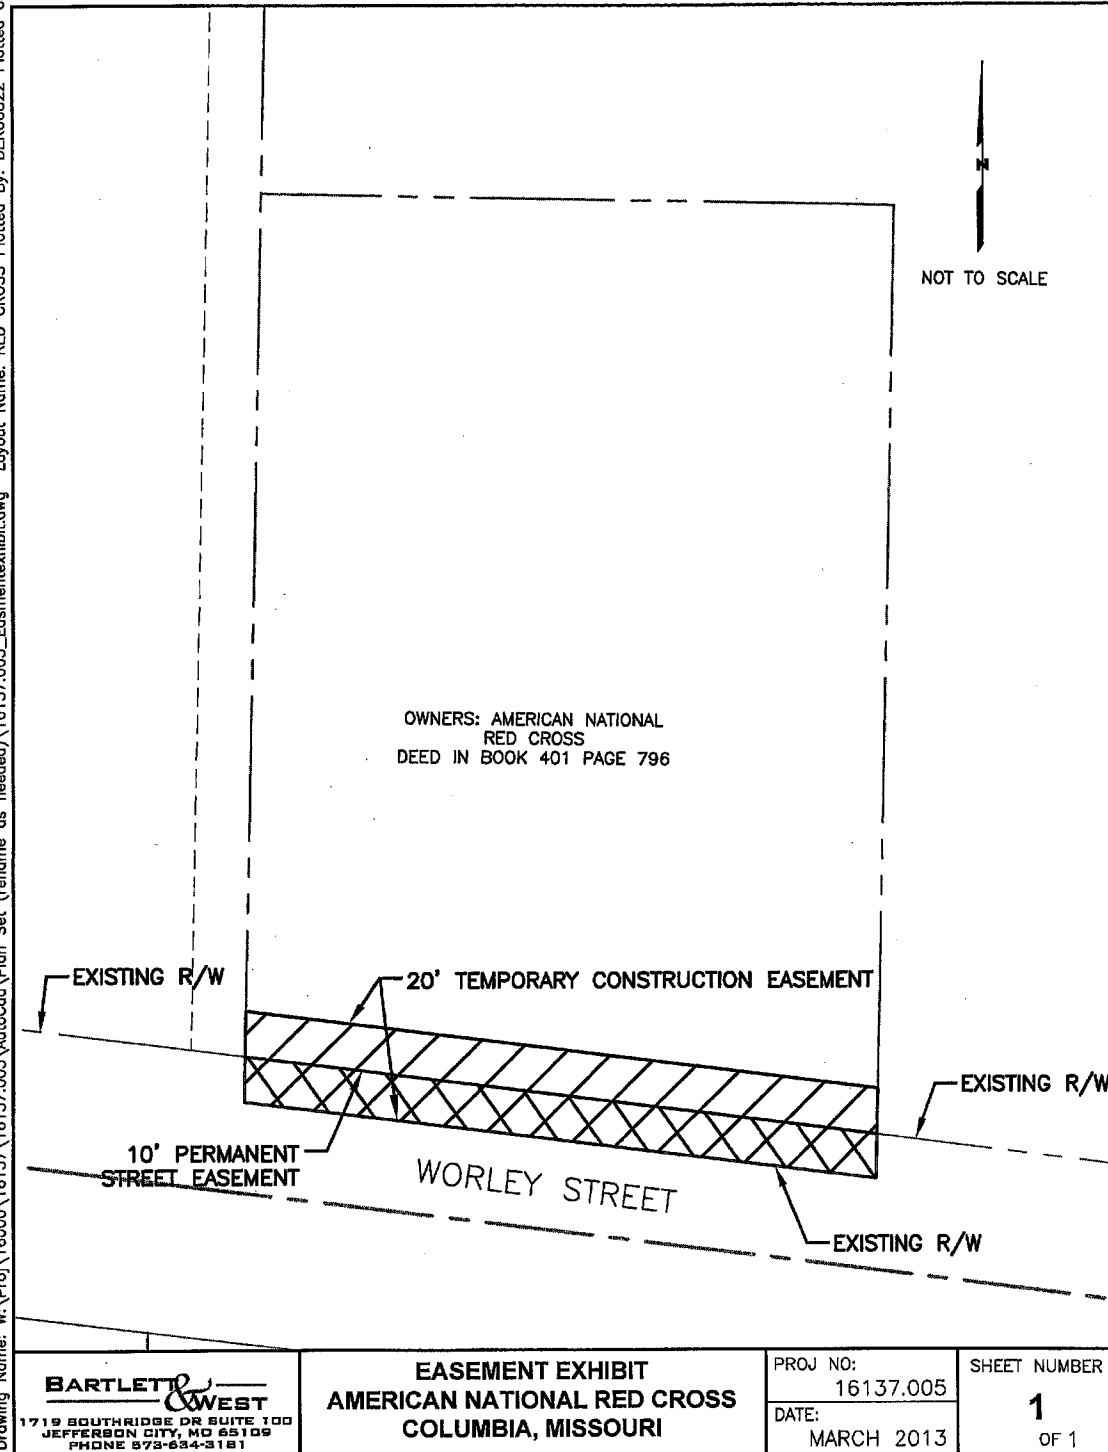 N
NOT TO SCALE
OWNERS: AMERICAN NATIONAL
RED CROSS
DEED IN BOOK 401 PAGE 796
EXISTING R/W
20' TEMPORARY CONSTRUCTION EASEMENT
EXISTING R/W
10' PERMANENT
STREET EASEMENT
WORLEY STREET
EXISTING R/W
BARTLETT
&WEST
1719 SOUTHRIDGE DR SUITE 100
JEFFERSON CITY, MO 65109
PHONE 573-634-3181
EASEMENT EXHIBIT
AMERICAN NATIONAL RED CROSS
COLUMBIA, MISSOURI
PROJ NO:
16137.005
DATE:
MARCH 2013
SHEET NUMBER
1
OF 1